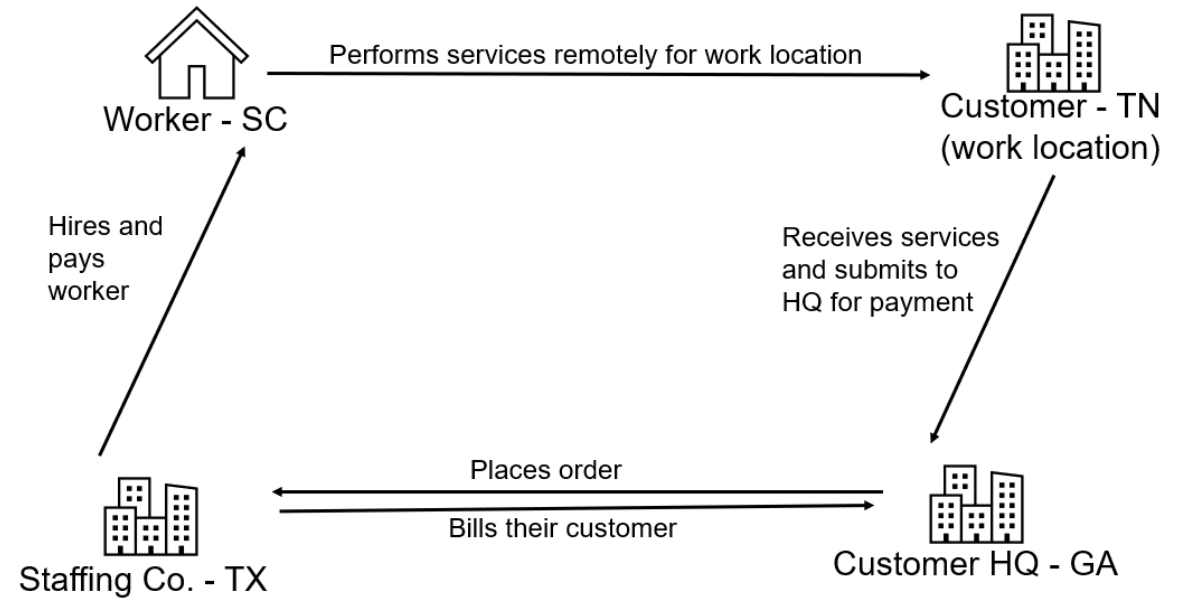 Performs services remotely for work location
Worker - SC
Customer - TN
(work location)
Hires and
pays
worker
Receives services
and submits to
HQ for payment
Places order
Bills their customer
Staffing Co. - TX
Customer HQ - GA